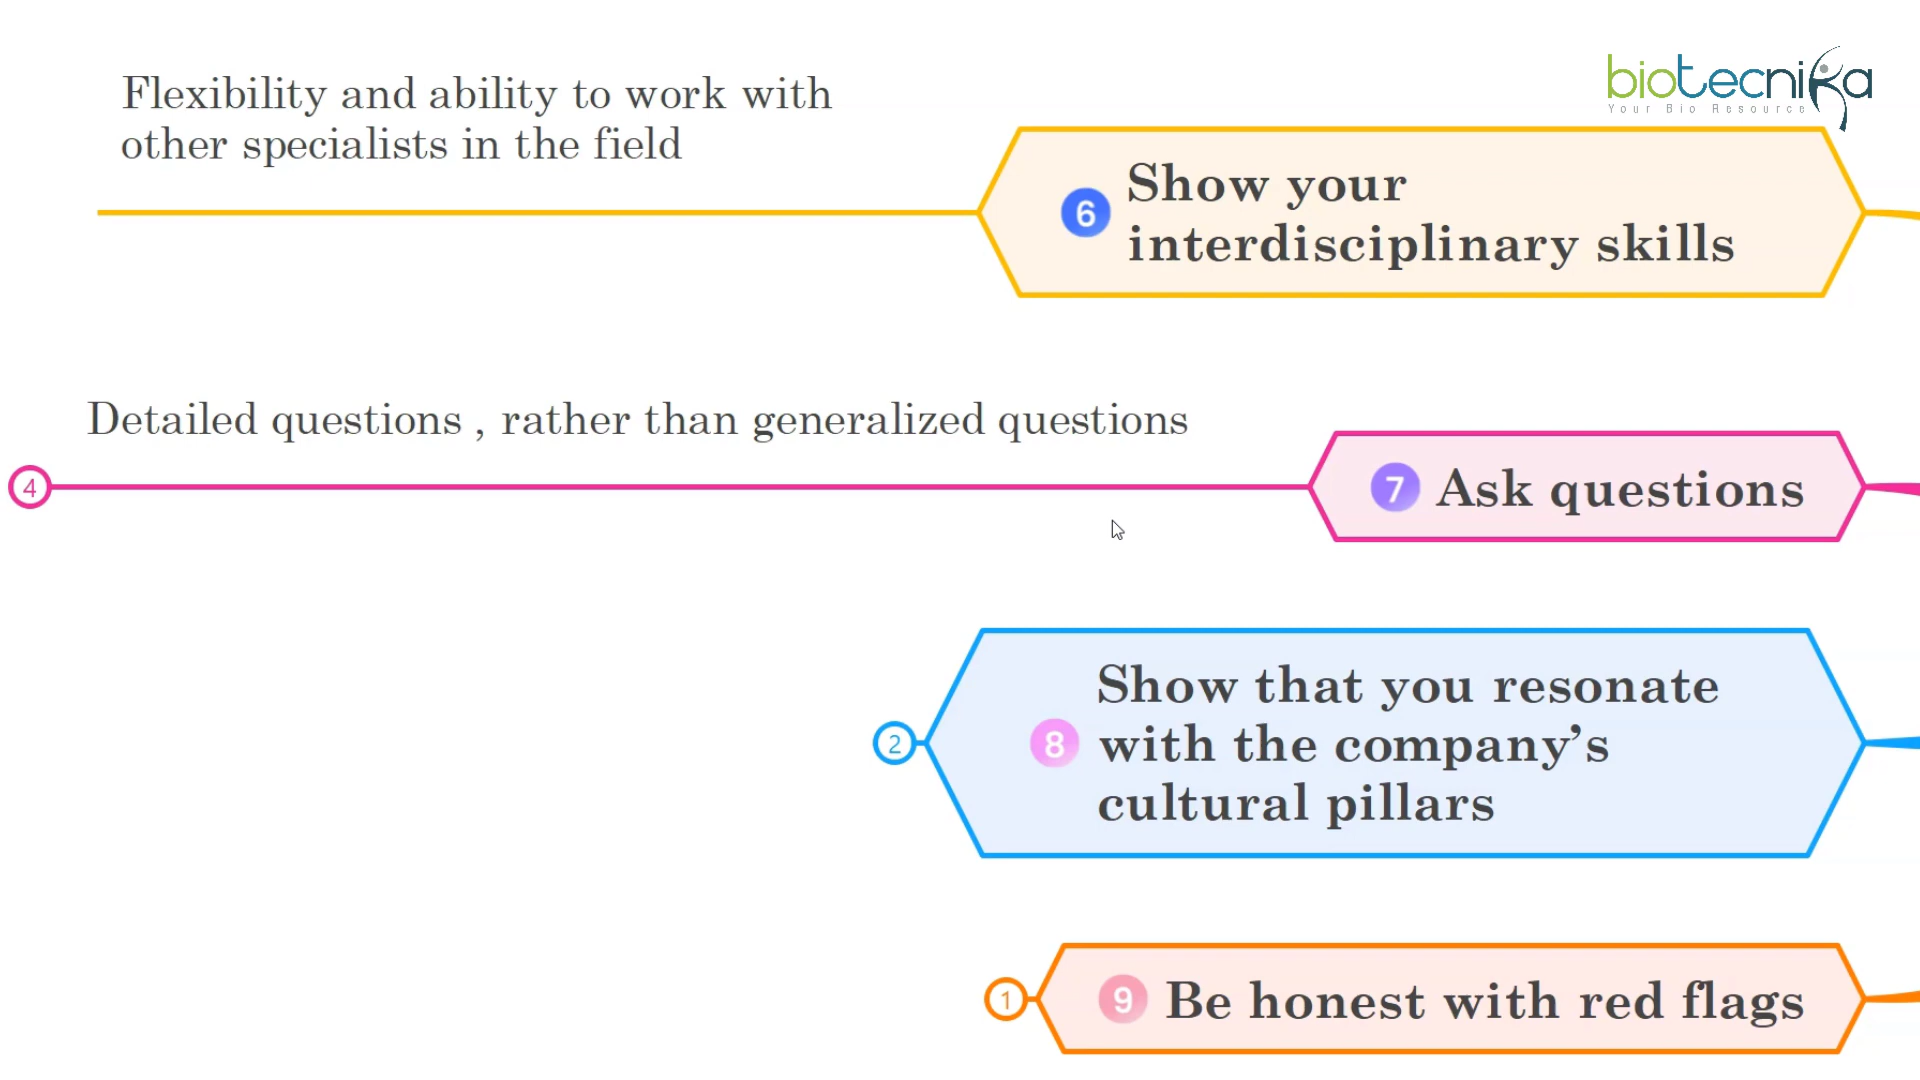 biotecnika
Your Bio Resource
Flexibility and ability to work with
other specialists in the field
6
Show your
interdisciplinary skills
Detailed questions , rather than generalized questions
4
7 Ask questions
Show that you resonate
2
8 with the company’s
cultural pillars
1
9 Be honest with red flags